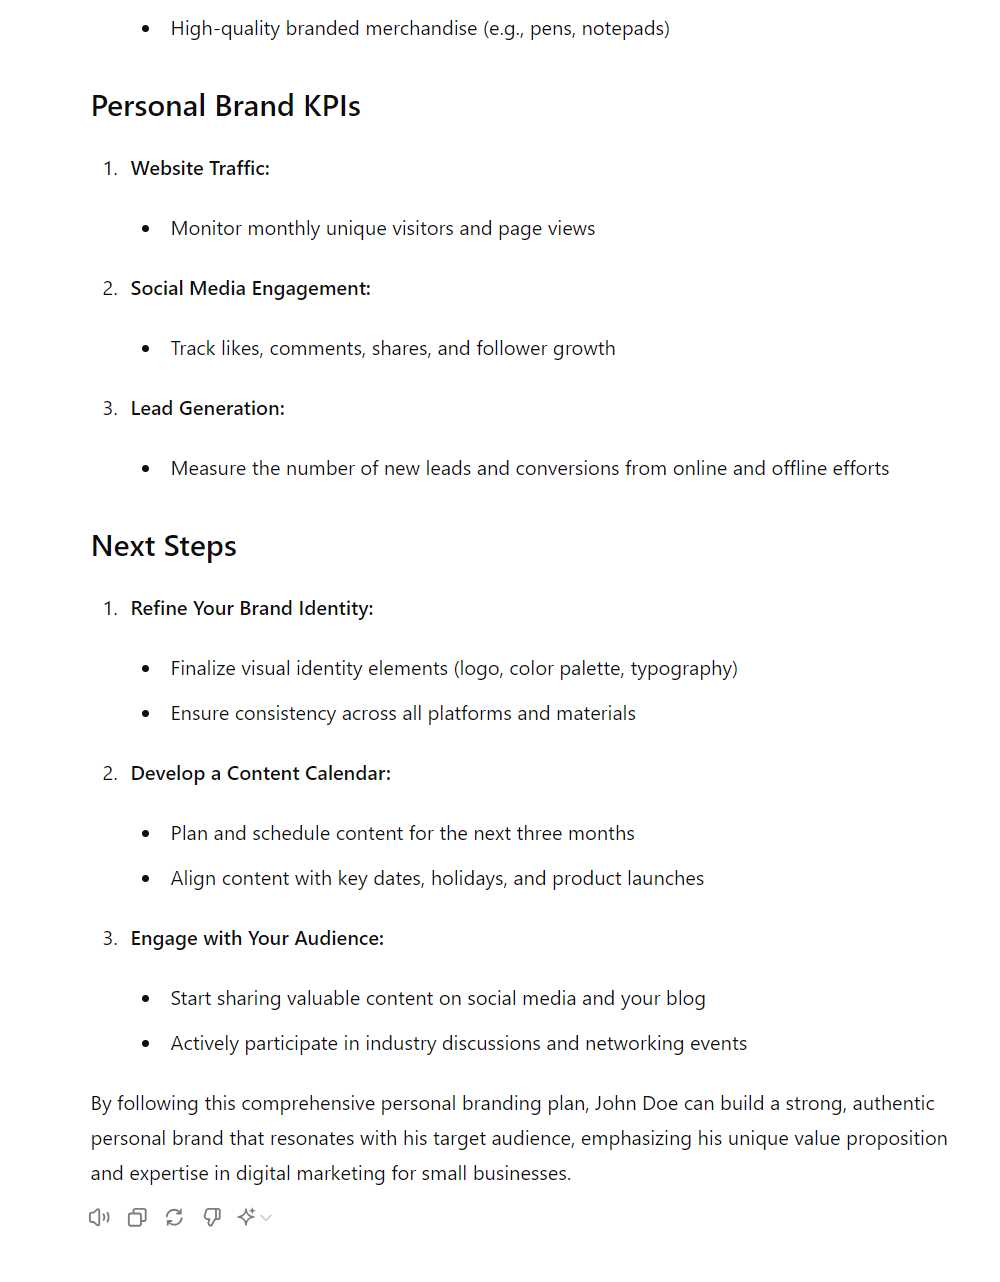 • High-quality branded merchandise (e.g., pens, notepads)
Personal Brand KPIs
1. Website Traffic:
• Monitor monthly unique visitors and page views
2. Social Media Engagement:
• Track likes, comments, shares, and follower growth
3. Lead Generation:
• Measure the number of new leads and conversions from online and offline efforts
Next Steps
1. Refine Your Brand Identity:
• Finalize visual identity elements (logo, color palette, typography)
• Ensure consistency across all platforms and materials
2. Develop a Content Calendar:
• Plan and schedule content for the next three months
• Align content with key dates, holidays, and product launches
3. Engage with Your Audience:
• Start sharing valuable content on social media and your blog
• Actively participate in industry discussions and networking events
By following this comprehensive personal branding plan, John Doe can build a strong, authentic
personal brand that resonates with his target audience, emphasizing his unique value proposition
and expertise in digital marketing for small businesses.